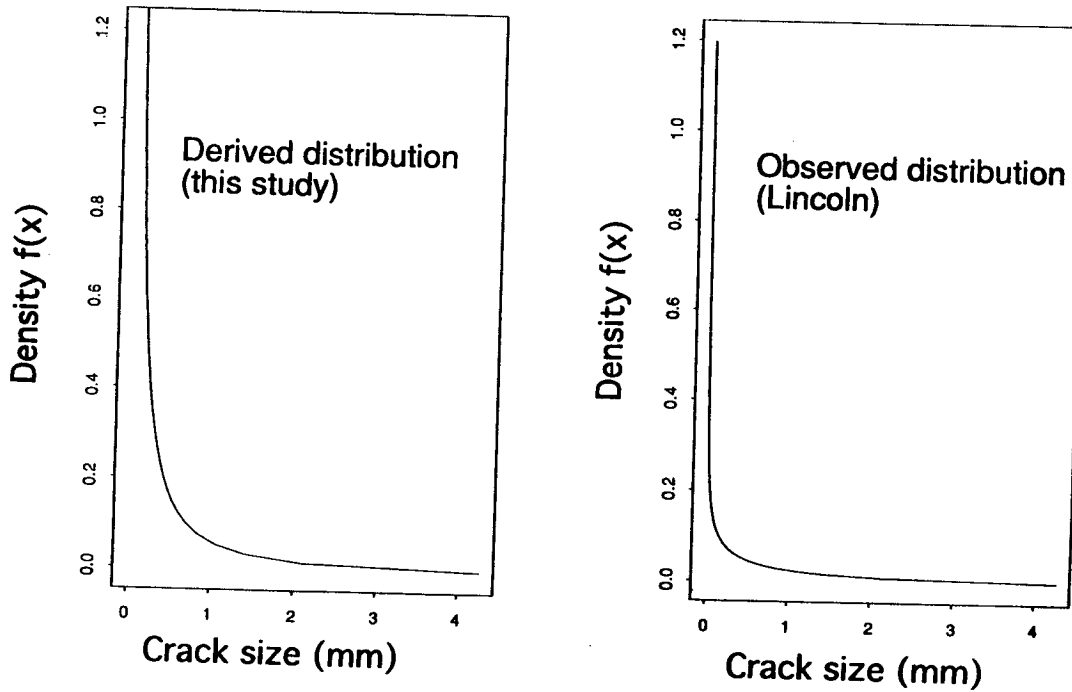 1.2
1.0
0.8
0.6
0.4
0.2
0.0
Density f(x)
Derived distribution
(this study)
0 1 2 3 4
Crack size (mm)
1.2
1.0
0.8
0.6
0.4
0.2
0.0
Density f(x)
Observed distribution
(Lincoln)
0 1 2 3 4
Crack size (mm)